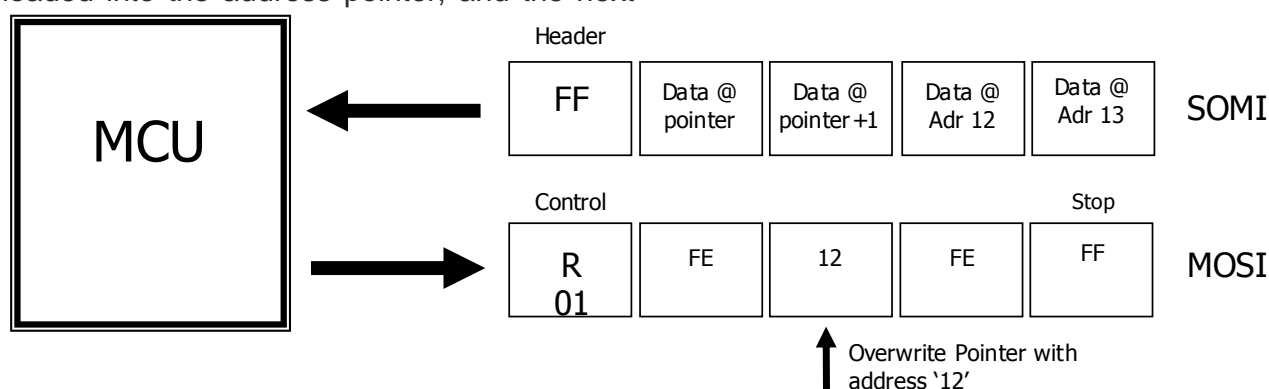 loaded into the address pointer, and the next
Header
MCU
FF
Data @
pointer
Data @
pointer+1
Data @
Adr 12
Data @
Adr 13
SOMI
Control
Stop
R
01
FE
12
FE
FF
MOSI
Overwrite Pointer with
address ‘12’